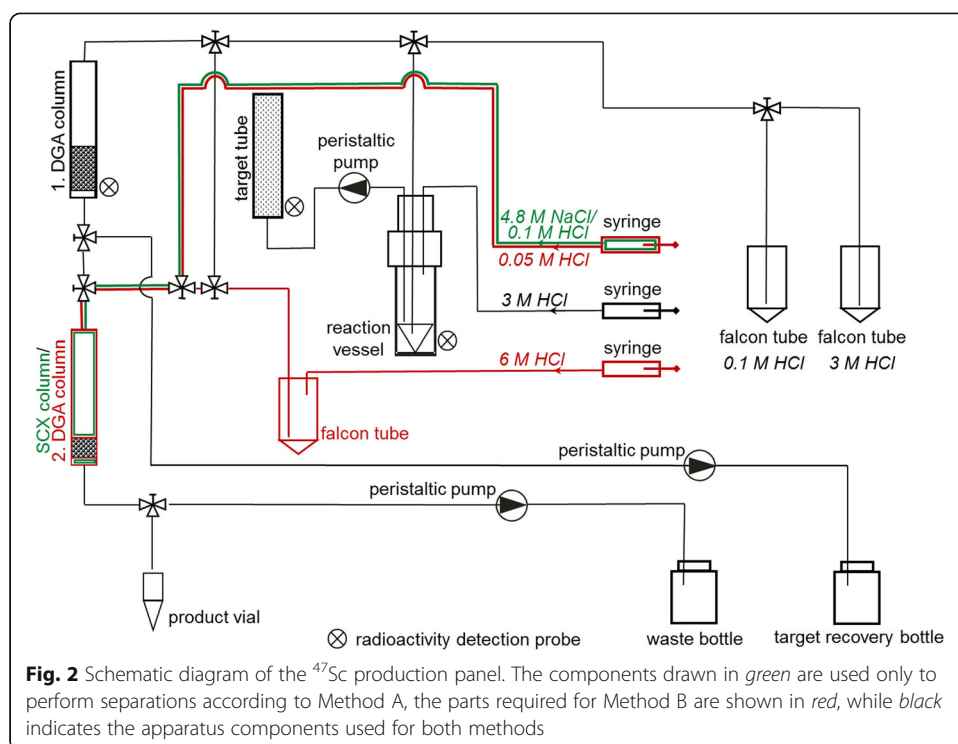 1. DGA column
target tube
peristaltic
pump
4.8 M NaCl/
0.1 M HCl
0.05 M HCl
syringe
3 M HCl
syringe
reaction
vessel
6 M HCl
syringe
falcon tube
0.1 M HCl
falcon tube
3 M HCl
SCX column/
2. DGA column
falcon tube
peristaltic pump
peristaltic pump
product vial
radioactivity detection probe
waste bottle
target recovery bottle
Fig. 2 Schematic diagram of the ⁴⁷Sc production panel. The components drawn in green are used only to
perform separations according to Method A, the parts required for Method B are shown in red, while black
indicates the apparatus components used for both methods